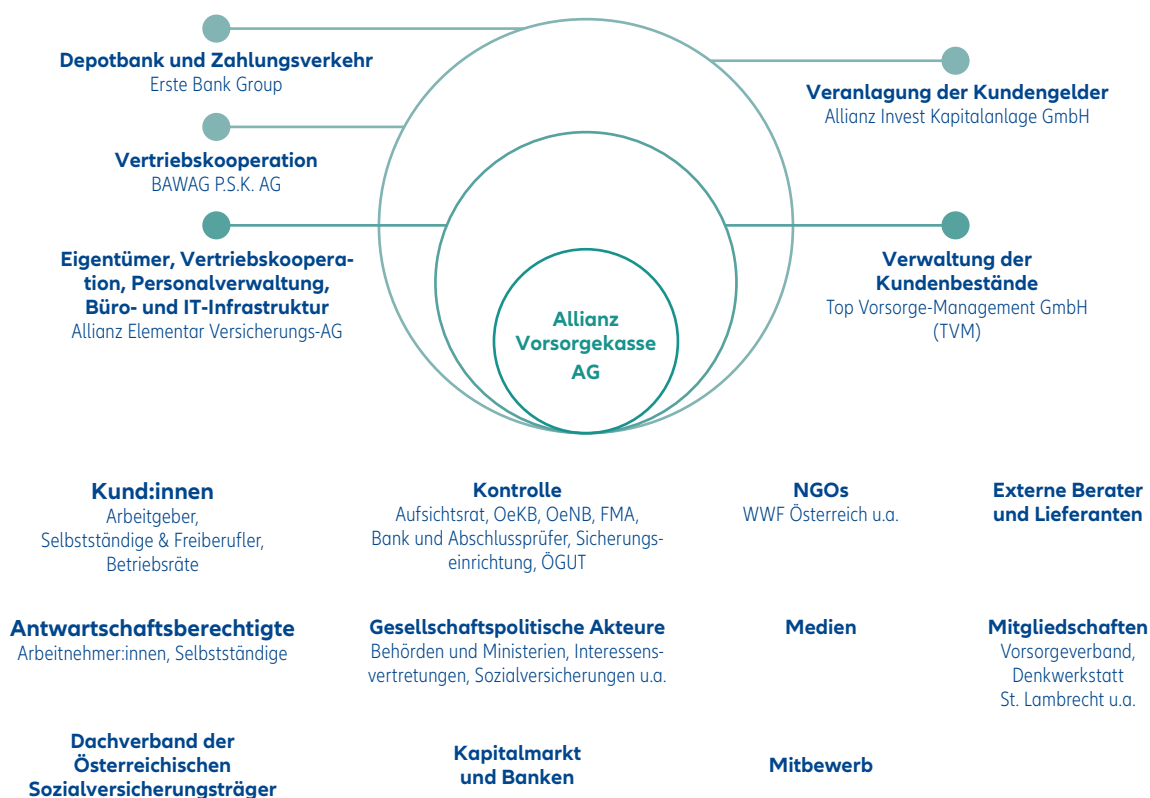 Depotbank und Zahlungsverkehr
Erste Bank Group
Veranlagung der Kundengelder
Allianz Invest Kapitalanlage GmbH
Vertriebskooperation
BAWAG P.S.K. AG
Eigentümer, Vertriebskoopera-
tion, Personalverwaltung,
Büro- und IT-Infrastruktur
Allianz Elementar Versicherungs-AG
Verwaltung der
Kundenbestände
Top Vorsorge-Management GmbH
(TVM)
Allianz
Vorsorgekasse
AG
Kund:innen
Arbeitgeber,
Selbstständige & Freiberufler,
Betriebsräte
Kontrolle
Aufsichtsrat, OeKB, OeNB, FMA,
Bank und Abschlussprüfer, Sicherungs-
einrichtung, ÖGUT
NGOs
WWF Österreich u.a.
Externe Berater
und Lieferanten
Antwartschaftsberechtigte
Arbeitnehmer:innen, Selbstständige
Gesellschaftspolitische Akteure
Behörden und Ministerien, Interessens-
vertretungen, Sozialversicherungen u.a.
Medien
Mitgliedschaften
Vorsorgeverband,
Denkwerkstatt
St. Lambrecht u.a.
Dachverband der
Österreichischen
Sozialversicherungsträger
Kapitalmarkt
und Banken
Mitbewerb